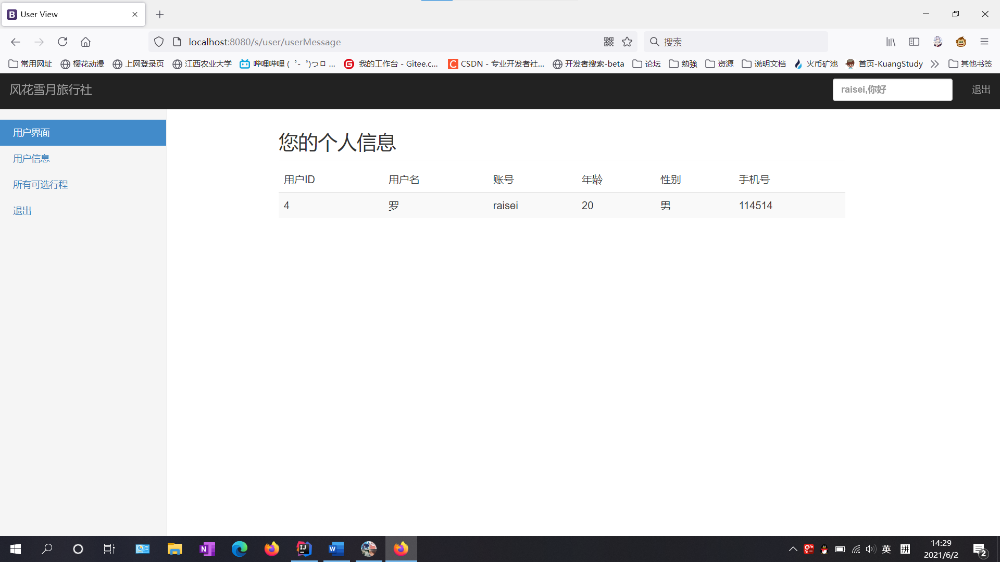 User View
localhost:8080/s/user/userMessage
搜索
常用网址 樱花动漫 上网登录页 江西农业大学 哔哩哔哩 ( ゜- ゜)つロ ... 我的工作台 - Gitee.c... CSDN - 专业开发者社... 开发者搜索-beta 论坛 勉強 资源 说明文档 火币矿池 首页-KuangStudy 其他书签
风花雪月旅行社 raisei,你好 退出
用户界面
用户信息
所有可选行程
退出
您的个人信息
用户ID 用户名 账号 年龄 性别 手机号
4 罗 raisei 20 男 114514
英 拼
14:29
2021/6/2
2